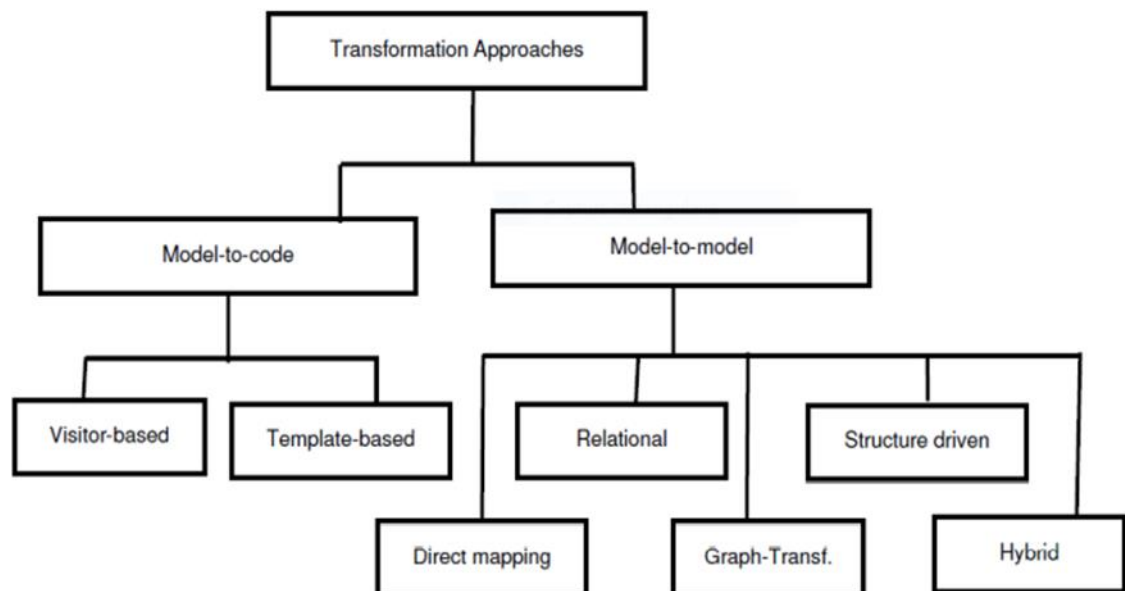 Transformation Approaches
Model-to-code
Model-to-model
Visitor-based
Template-based
Relational
Structure driven
Direct mapping
Graph-Transf.
Hybrid